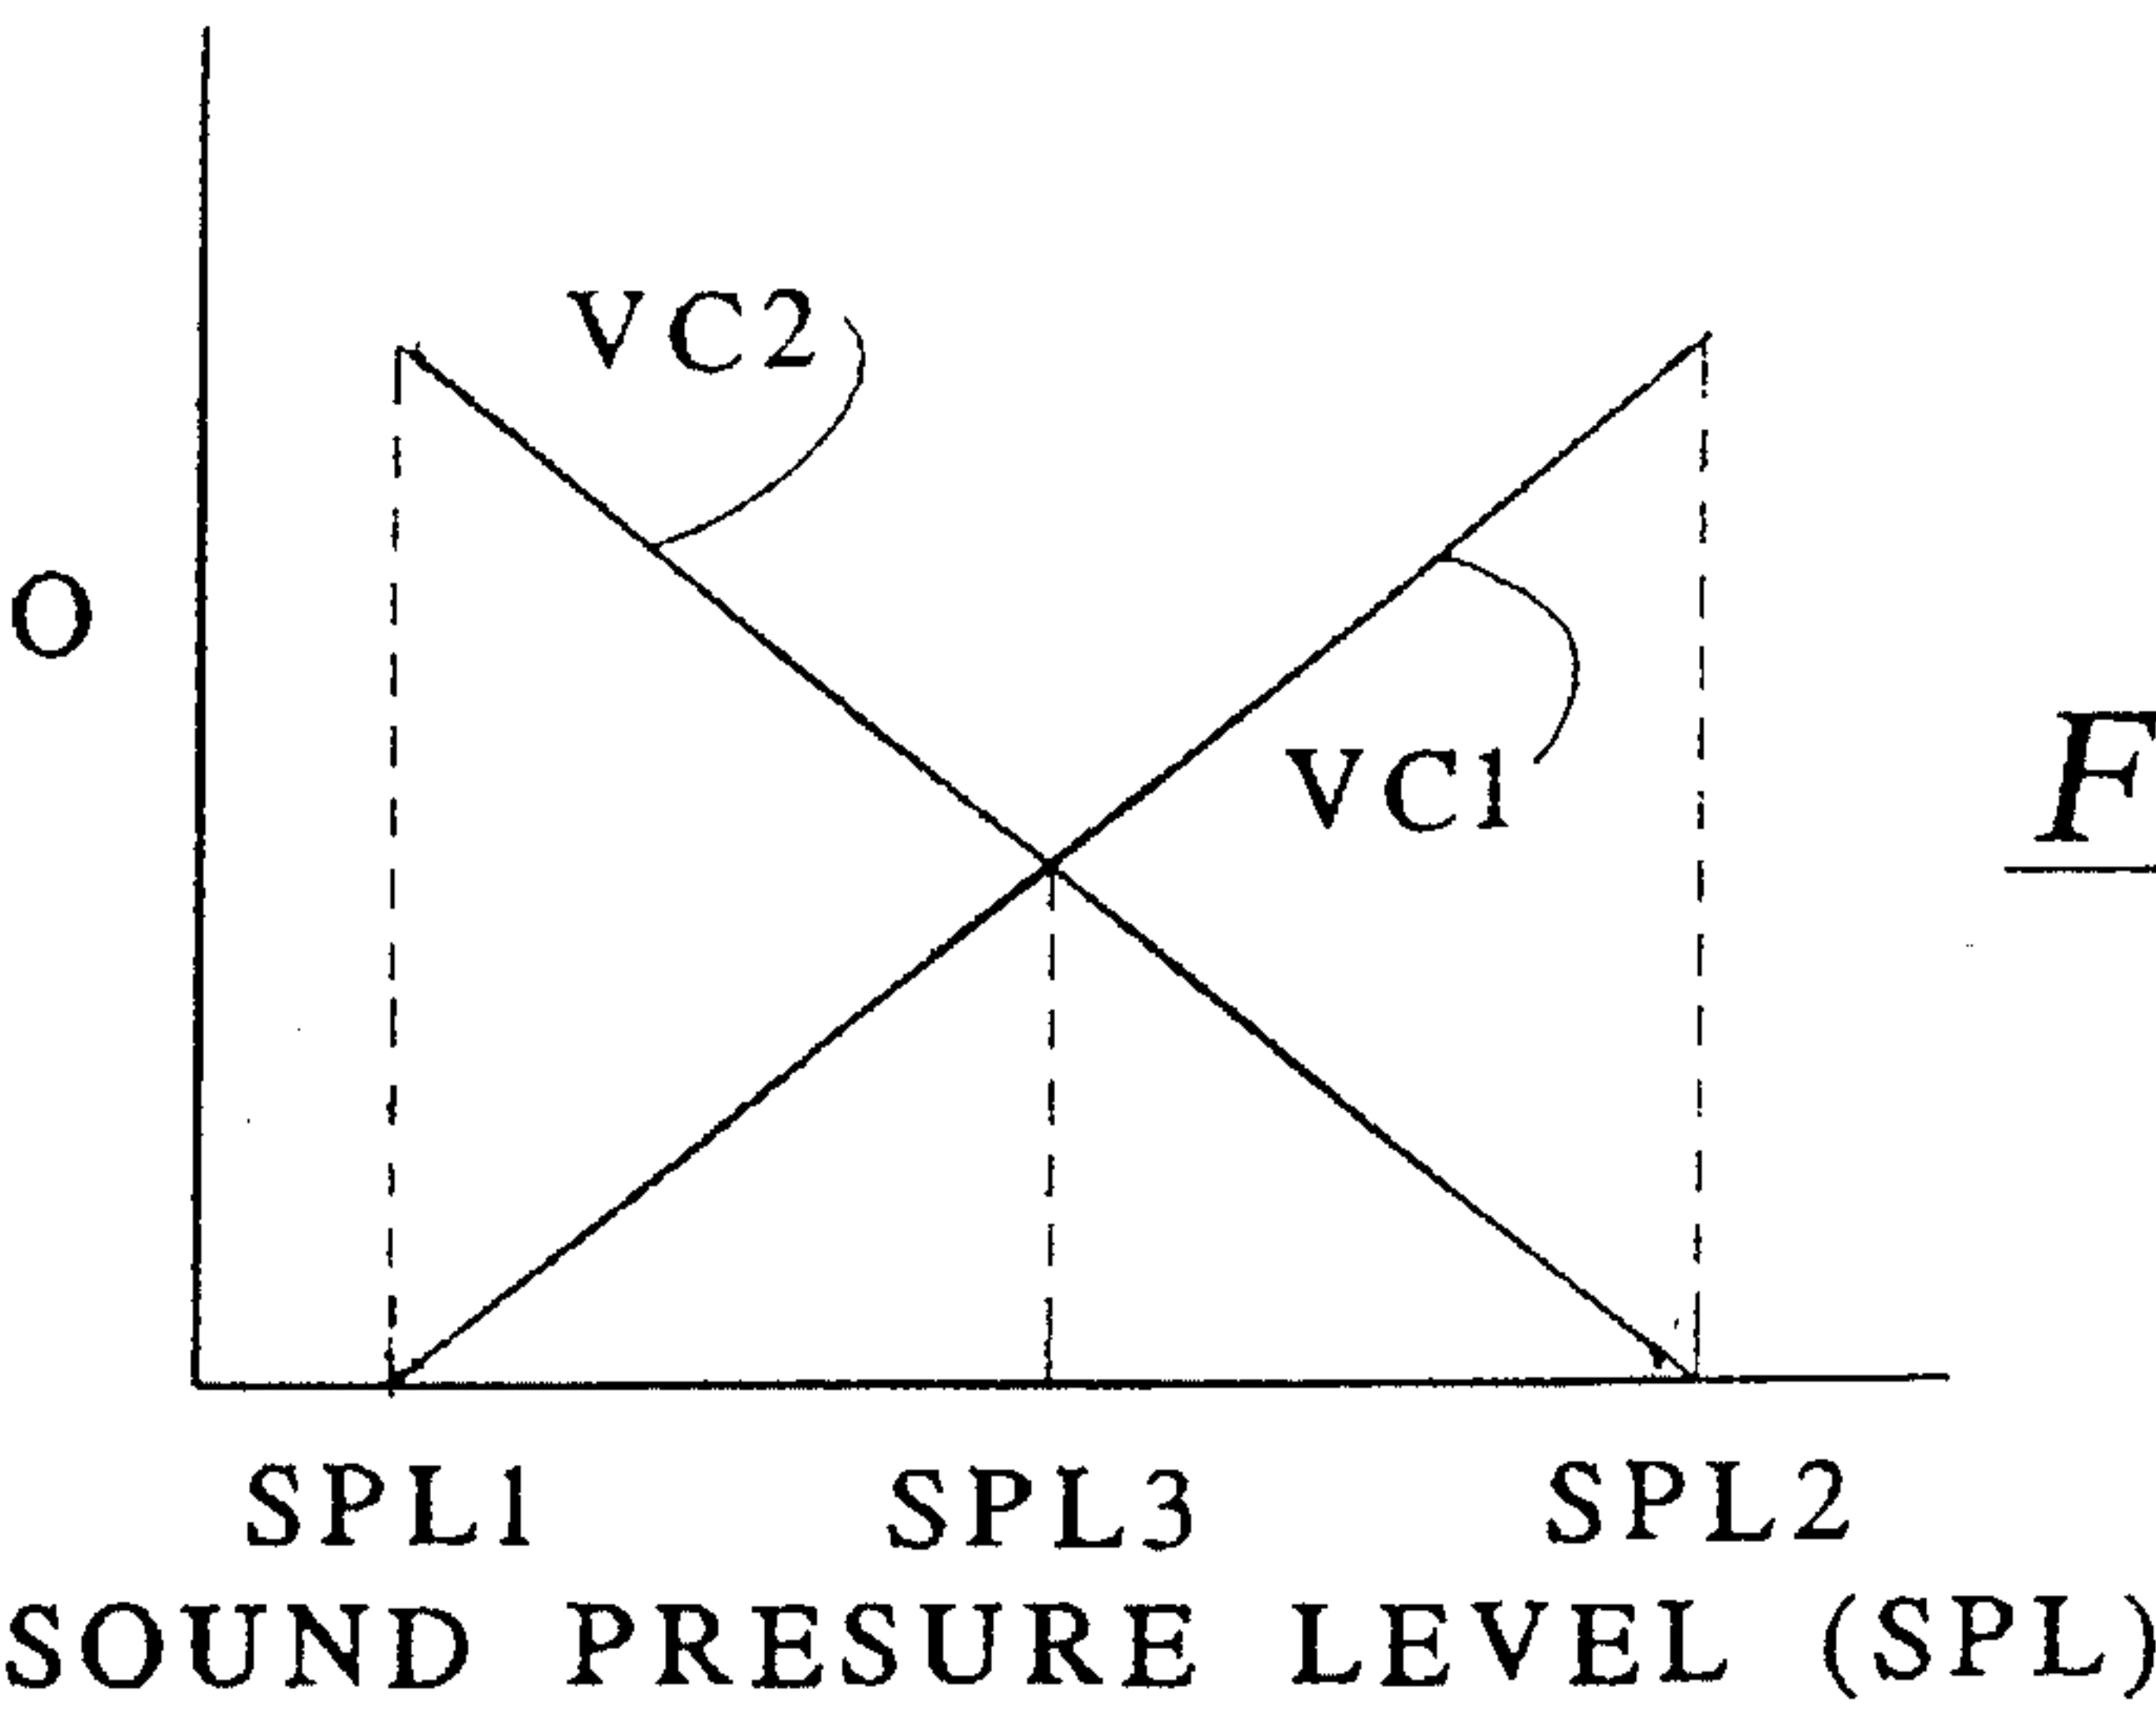 VC2
O
VC1
F
SPL1 SPL3 SPL2
SOUND PRESURE LEVEL (SPL)